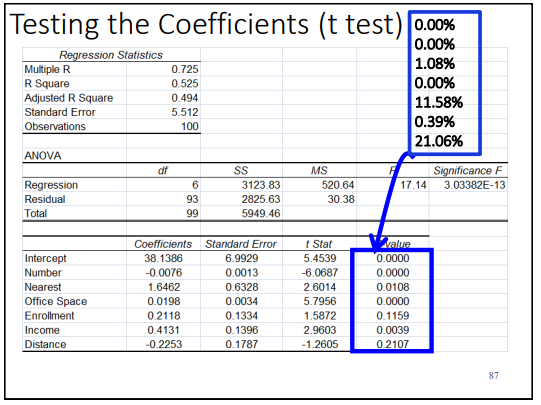 Testing the Coefficients (t test)
0.00%
0.00%
1.08%
0.00%
11.58%
0.39%
21.06%
Regression Statistics
Multiple R 0.725
R Square 0.525
Adjusted R Square 0.494
Standard Error 5.512
Observations 100
ANOVA
df SS MS F Significance F
Regression 6 3123.83 520.64 17.14 3.03382E-13
Residual 93 2825.63 30.38
Total 99 5949.46
Coefficients Standard Error t Stat value
Intercept 38.1386 6.9929 5.4539 0.0000
Number -0.0076 0.0013 -6.0687 0.0000
Nearest 1.6462 0.6328 2.6014 0.0108
Office Space 0.0198 0.0034 5.7956 0.0000
Enrollment 0.2118 0.1334 1.5872 0.1159
Income 0.4131 0.1396 2.9603 0.0039
Distance -0.2253 0.1787 -1.2605 0.2107
87